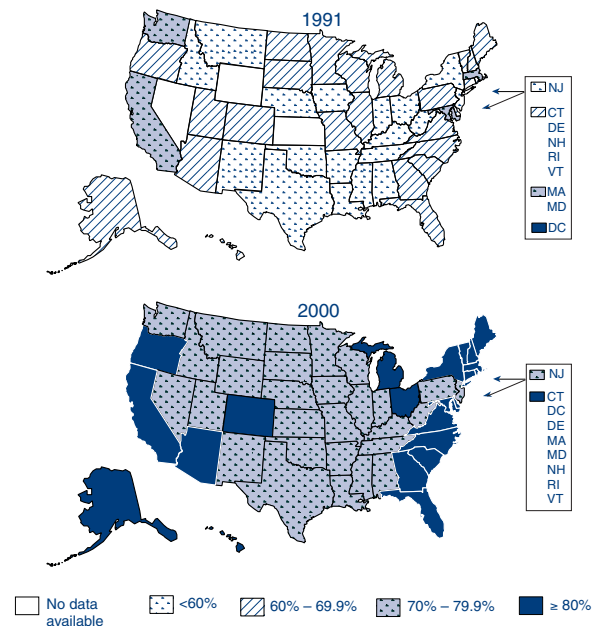 1991
NJ
CT
DE
NH
RI
VT
MA
MD
DC
2000
NJ
CT
DC
DE
MA
MD
NH
RI
VT
No data
available
<60%
60% – 69.9%
70% – 79.9%
≥ 80%